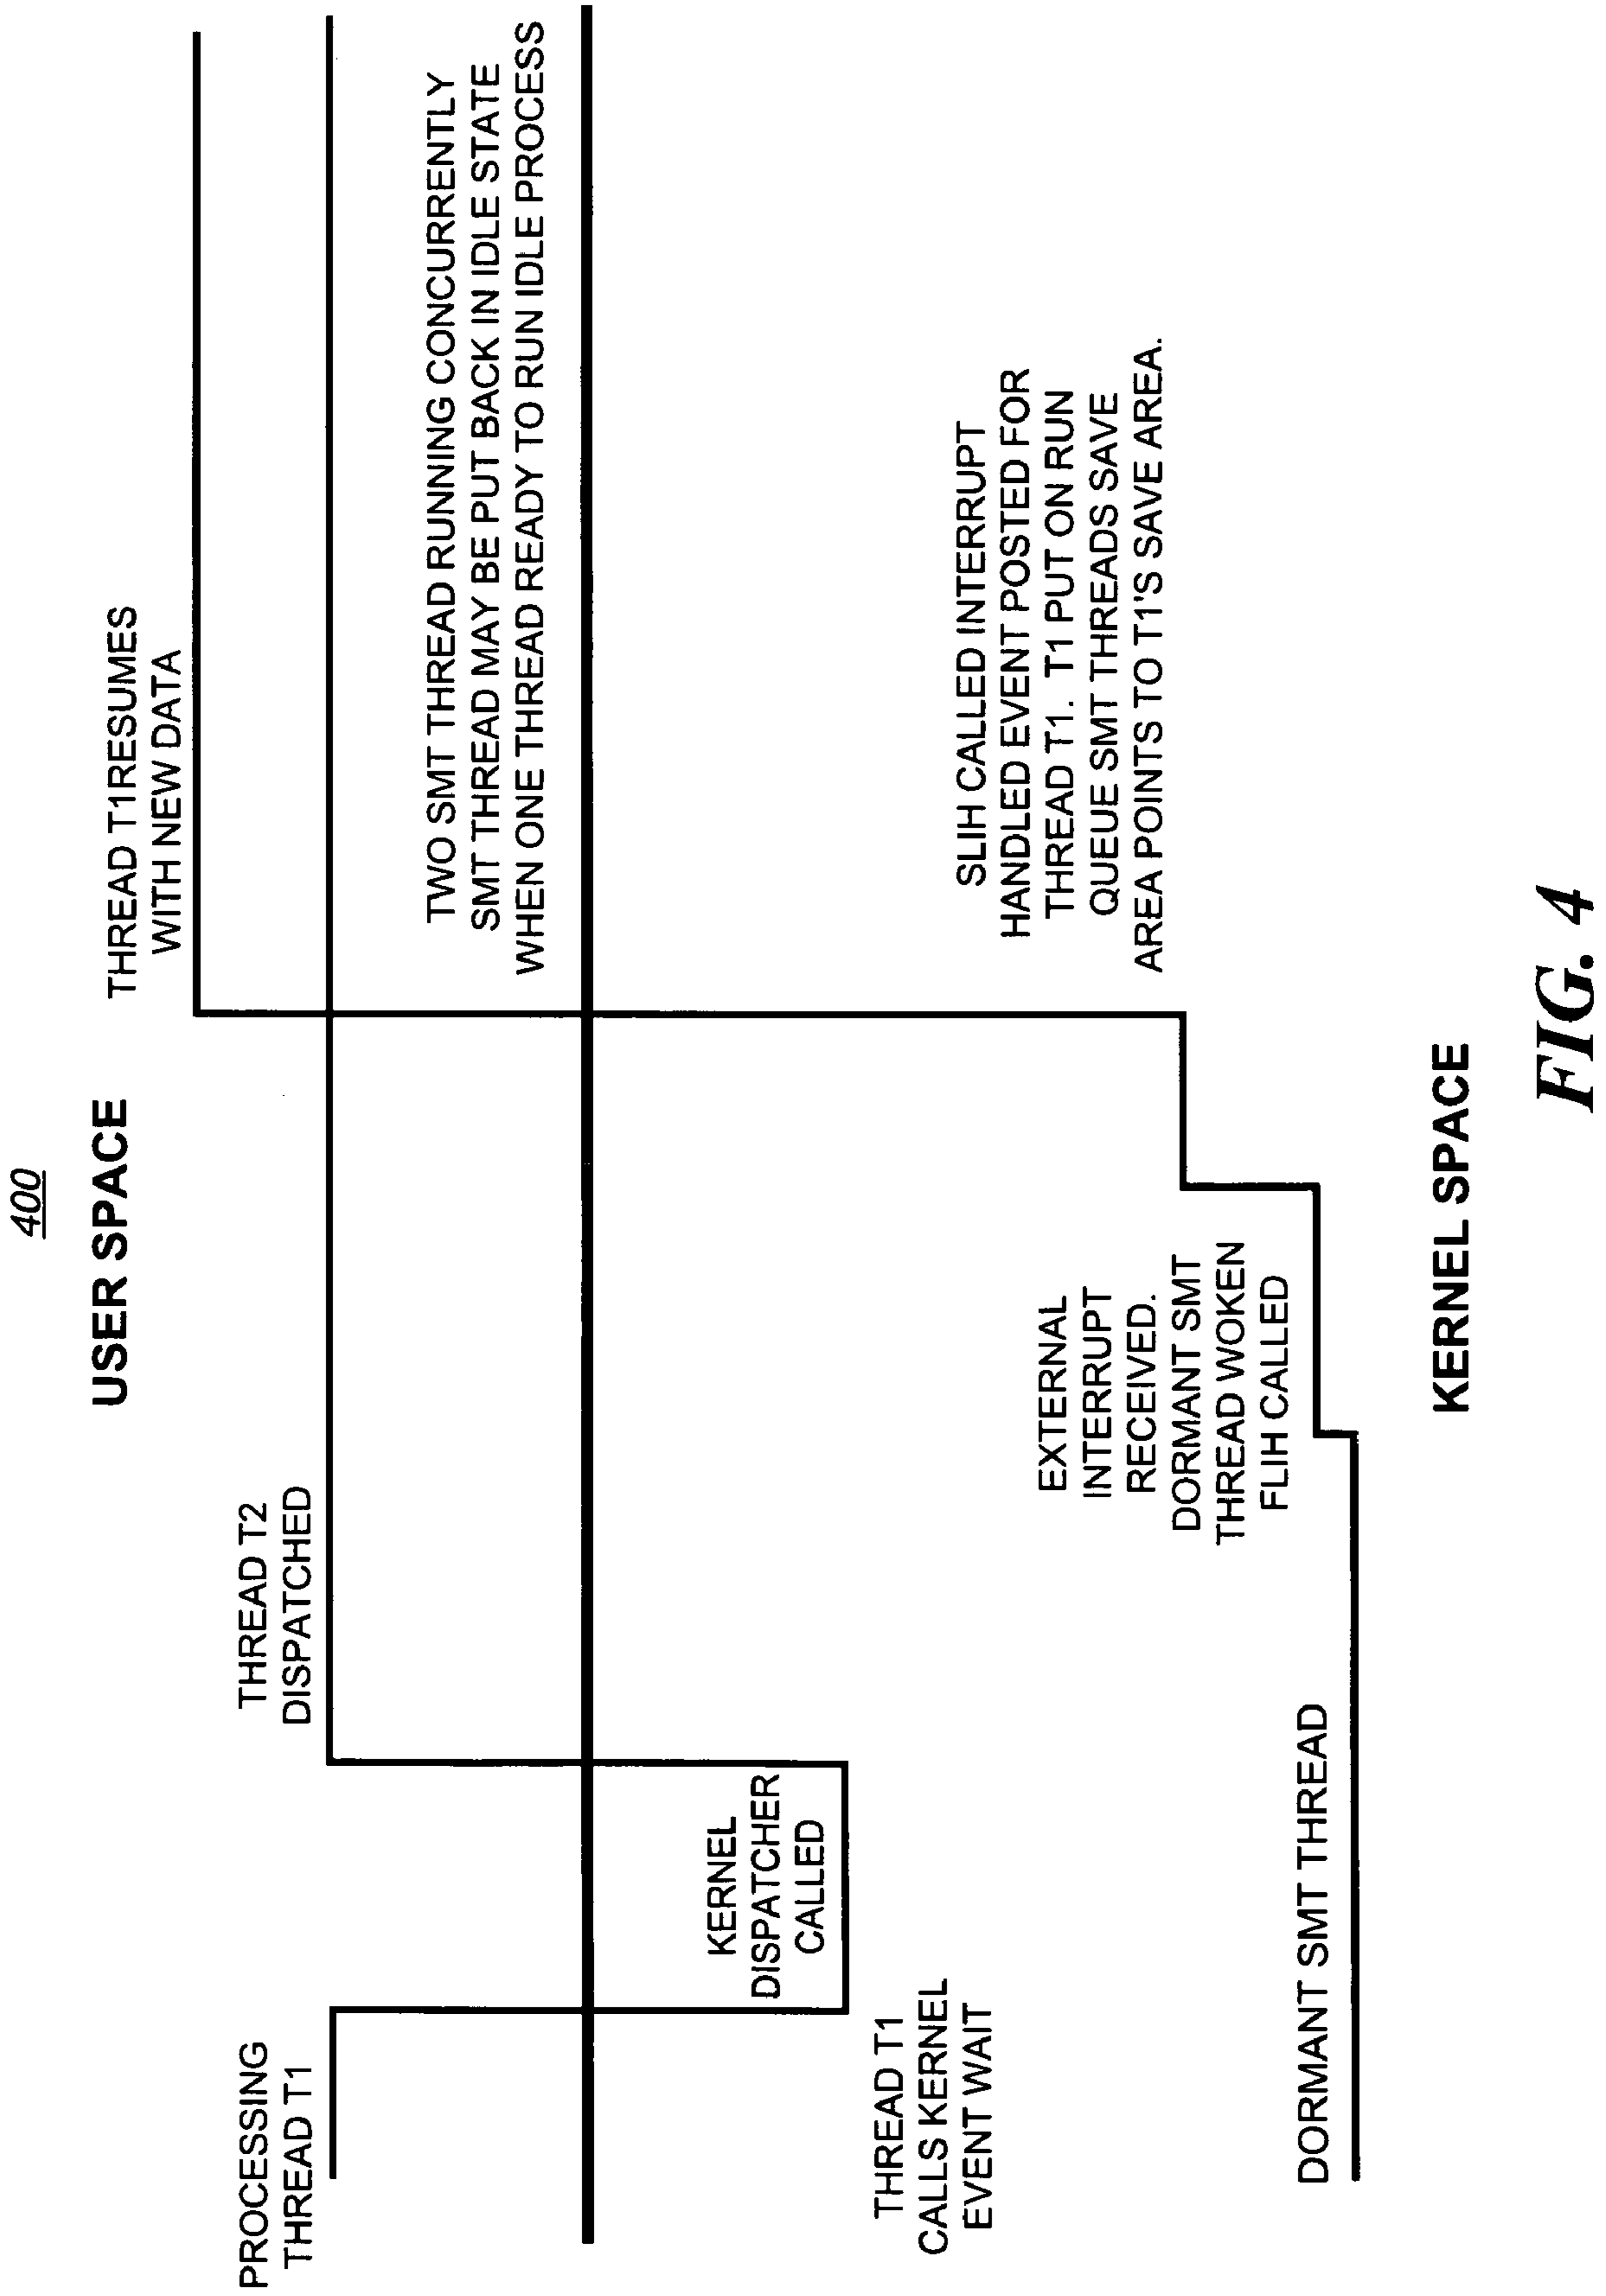 400
USER SPACE
PROCESSING
THREAD T1
THREAD T2
DISPATCHED
THREAD T1RESUMES
WITH NEW DATA
TWO SMT THREAD RUNNING CONCURRENTLY
SMT THREAD MAY BE PUT BACK IN IDLE STATE
WHEN ONE THREAD READY TO RUN IDLE PROCESS
KERNEL
DISPATCHER
CALLED
THREAD T1
CALLS KERNEL
EVENT WAIT
EXTERNAL
INTERRUPT
RECEIVED.
DORMANT SMT
THREAD WOKEN
FLIH CALLED
SLIH CALLED INTERRUPT
HANDLED EVENT POSTED FOR
THREAD T1. T1 PUT ON RUN
QUEUE SMT THREADS SAVE
AREA POINTS TO T1'S SAVE AREA.
DORMANT SMT THREAD
KERNEL SPACE
FIG. 4